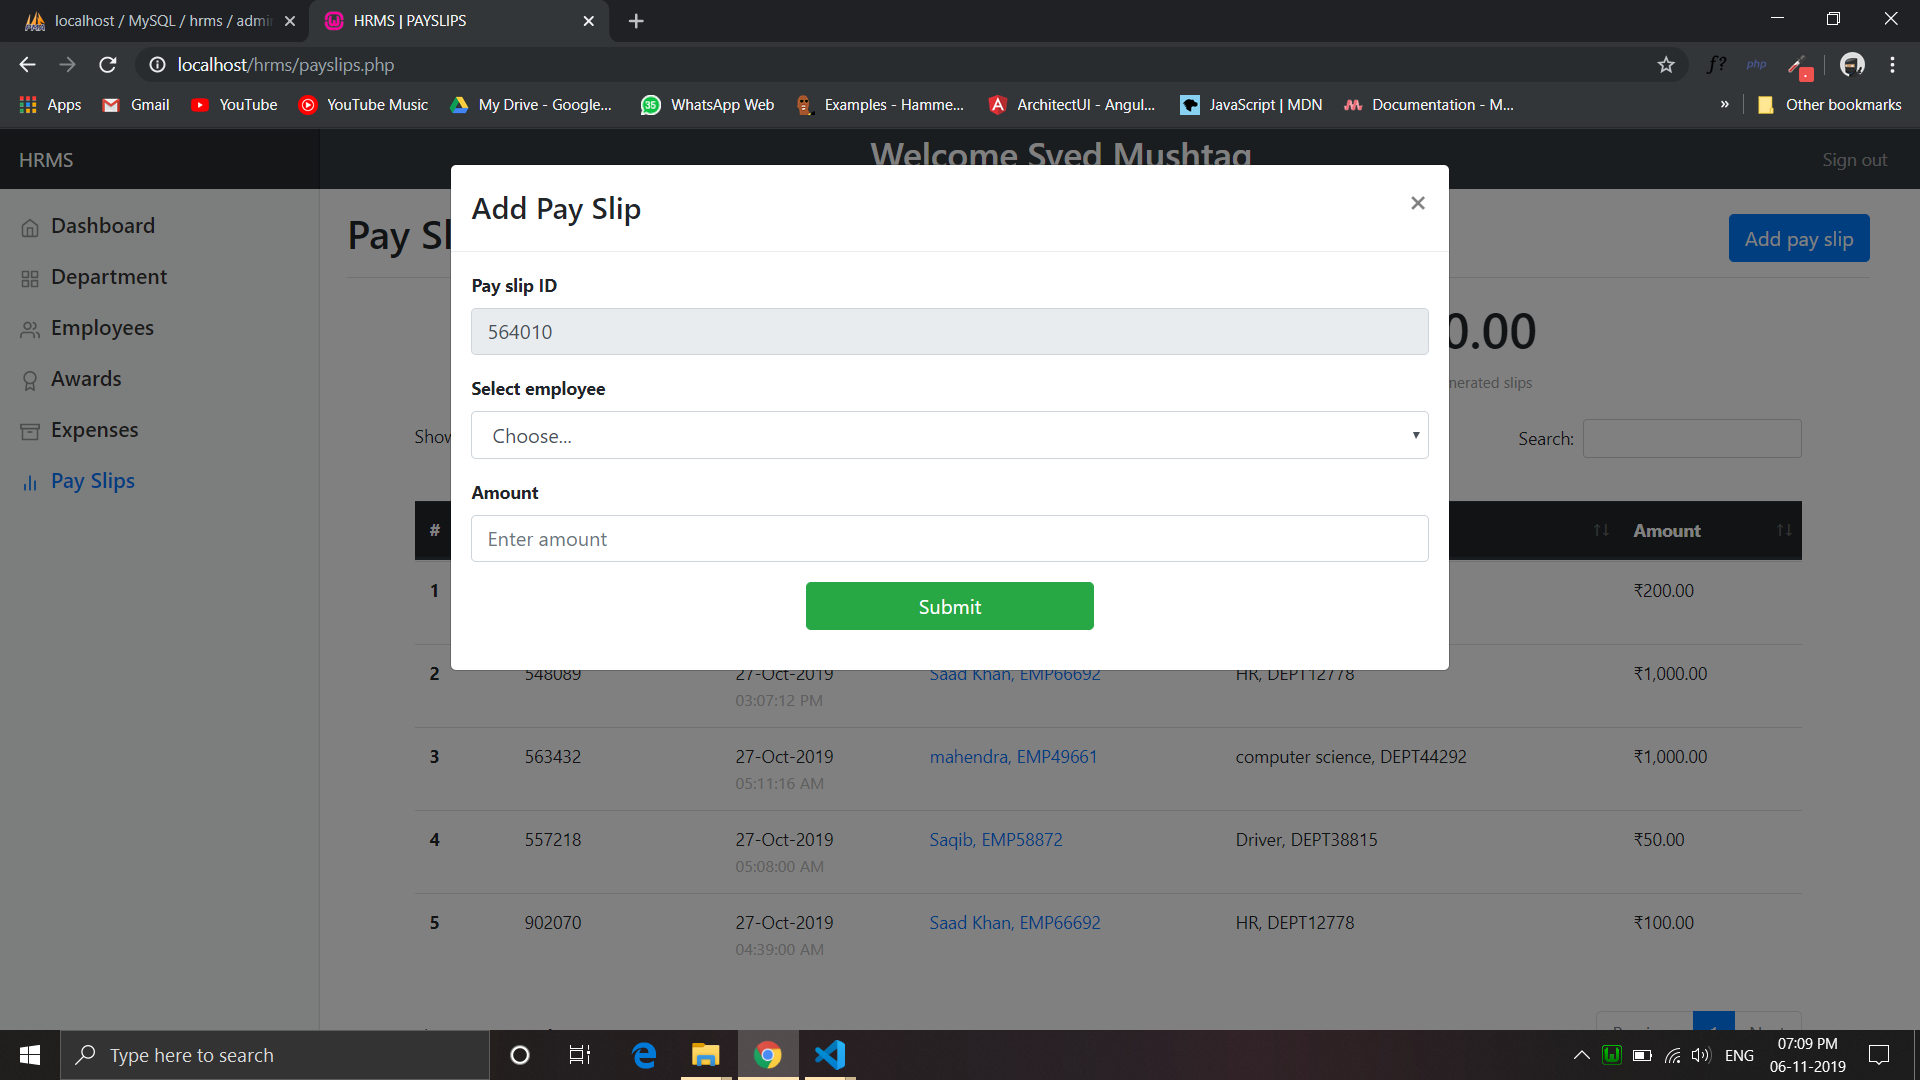 localhost / MySQL / hrms / admi
HRMS | PAYSLIPS
localhost/hrms/payslips.php
f?
php
Apps
Gmail
YouTube
YouTube Music
My Drive - Google...
35
WhatsApp Web
Examples - Hamme...
ArchitectUI - Angul...
JavaScript | MDN
Documentation - M...
»
Other bookmarks
HRMS
Welcome Syed Mushtaq
Sign out
Dashboard
Department
Employees
Awards
Expenses
Pay Slips
Pay Sl
Add pay slip
Add Pay Slip
×
Pay slip ID
564010
Select employee
Choose...
Amount
Enter amount
Submit
0.00
nerated slips
Show
Search:
#
Amount
1
₹200.00
2
548089
27-Oct-2019
03:07:12 PM
Saad Khan, EMP66692
HR, DEPT12778
₹1,000.00
3
563432
27-Oct-2019
05:11:16 AM
mahendra, EMP49661
computer science, DEPT44292
₹1,000.00
4
557218
27-Oct-2019
05:08:00 AM
Saqib, EMP58872
Driver, DEPT38815
₹50.00
5
902070
27-Oct-2019
04:39:00 AM
Saad Khan, EMP66692
HR, DEPT12778
₹100.00
Previous
1
Next
Type here to search
ENG
07:09 PM
06-11-2019